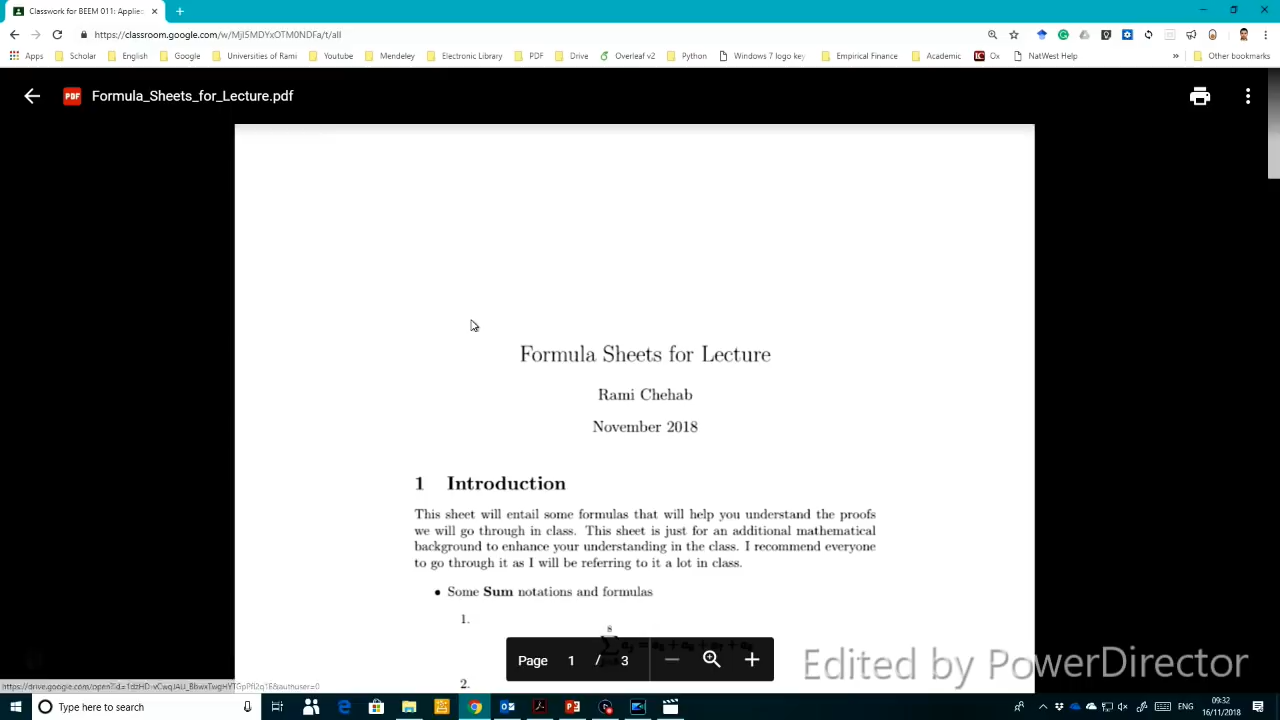 Classwork for BEEM 011: Applie
https://classroom.google.com/w/MjI5MDYxOTM0NDFa/t/all
Apps Scholar English Google Universities of Rami Youtube Mendeley Electronic Library PDF Drive Overleaf v2 Python Windows 7 logo key Empirical Finance Academic Ox NatWest Help » Other bookmarks
PDF Formula_Sheets_for_Lecture.pdf
Formula Sheets for Lecture
Rami Chehab
November 2018
1 Introduction
This sheet will entail some formulas that will help you understand the proofs
we will go through in class. This sheet is just for an additional mathematical
background to enhance your understanding in the class. I recommend everyone
to go through it as I will be referring to it a lot in class.
• Some Sum notations and formulas
1.
8
Page 1 / 3
Edited by PowerDirector
2.
Type here to search
ENG
09:32
16/11/2018